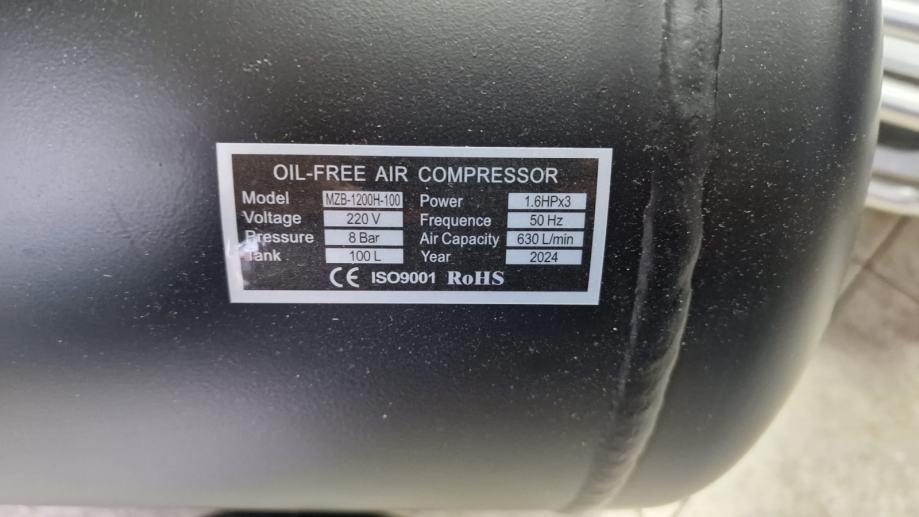 OIL-FREE AIR COMPRESSOR
Model MZB-1200H-100 Power 1.6HPx3
Voltage 220 V Frequence 50 Hz
Pressure 8 Bar Air Capacity 630 L/min
Tank 100 L Year 2024
CE ISO9001 RoHS